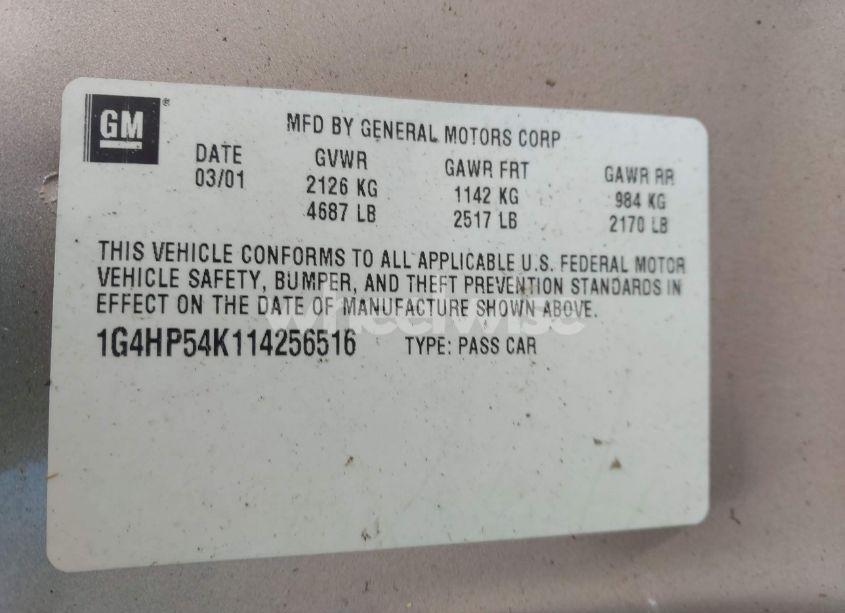 GM®
MFD BY GENERAL MOTORS CORP
DATE GVWR GAWR FRT GAWR RR
03/01 2126 KG 1142 KG 984 KG
4687 LB 2517 LB 2170 LB
THIS VEHICLE CONFORMS TO ALL APPLICABLE U.S. FEDERAL MOTOR
VEHICLE SAFETY, BUMPER, AND THEFT PREVENTION STANDARDS IN
EFFECT ON THE DATE OF MANUFACTURE SHOWN ABOVE.
wheelwise
1G4HP54K114256516 TYPE: PASS CAR